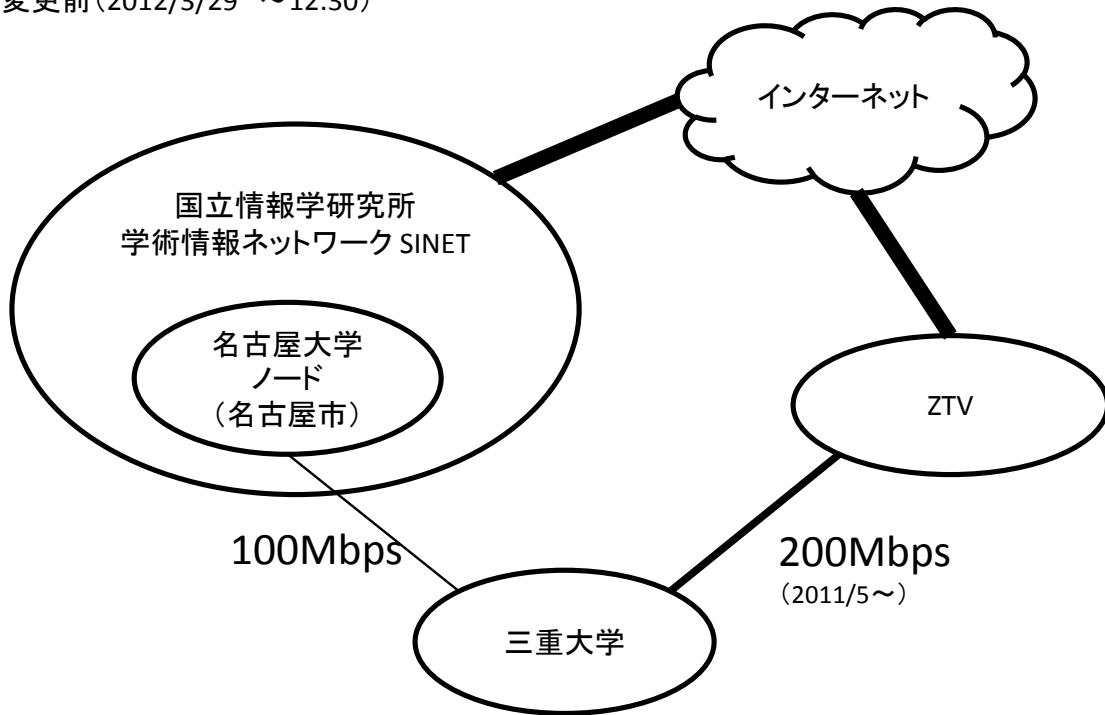 変更前(2012/3/29 ～12:30)
インターネット
国立情報学研究所
学術情報ネットワーク SINET
名古屋大学
ノード
（名古屋市）
ZTV
100Mbps
200Mbps
(2011/5～)
三重大学